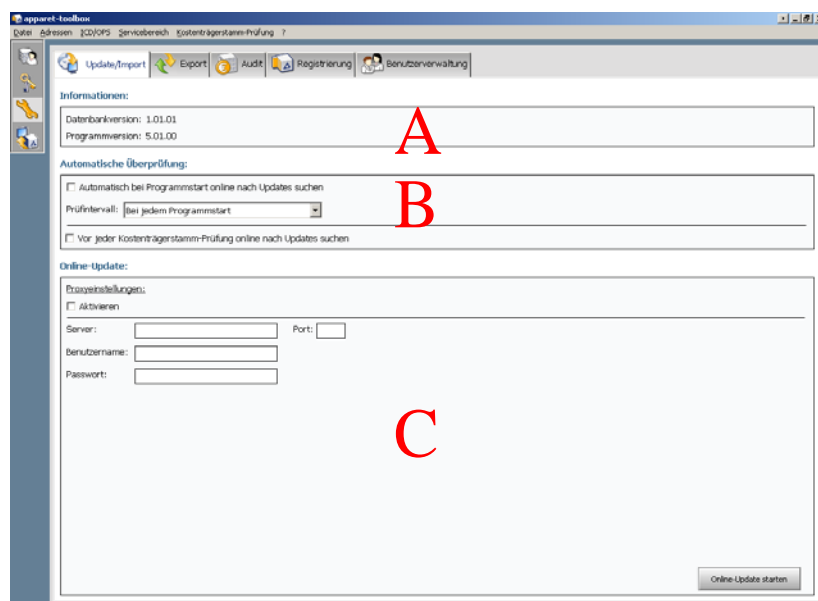 apparet-toolbox
Datei Adressen ICD/OPS Servicebereich Kostenträgerstamm-Prüfung ?
Update/Import Export Audit Registrierung Benutzerverwaltung
Informationen:
Datenbankversion: 1.01.01
Programmversion: 5.01.00
A
Automatische Überprüfung:
Automatisch bei Programmstart online nach Updates suchen
Prüfintervall: Bei jedem Programmstart
B
Vor jeder Kostenträgerstamm-Prüfung online nach Updates suchen
Online-Update:
Proxyeinstellungen:
Aktivieren
Server: Port:
Benutzername:
Passwort:
C
Online-Update starten